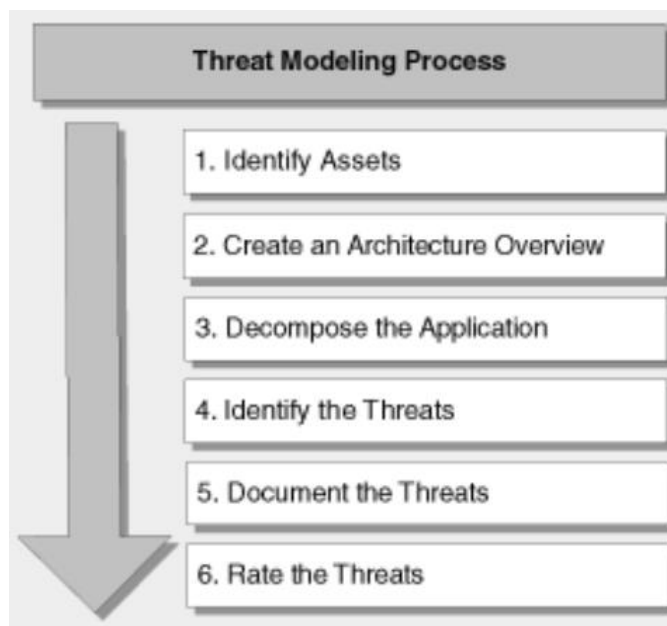 Threat Modeling Process
1. Identify Assets
2. Create an Architecture Overview
3. Decompose the Application
4. Identify the Threats
5. Document the Threats
6. Rate the Threats